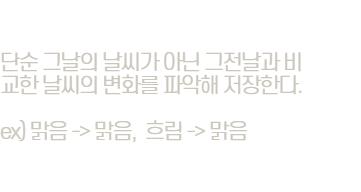 단순 그날의 날씨가 아닌 그전날과 비
교한 날씨의 변화를 파악해 저장한다.
ex) 맑음 -> 맑음, 흐림 -> 맑음